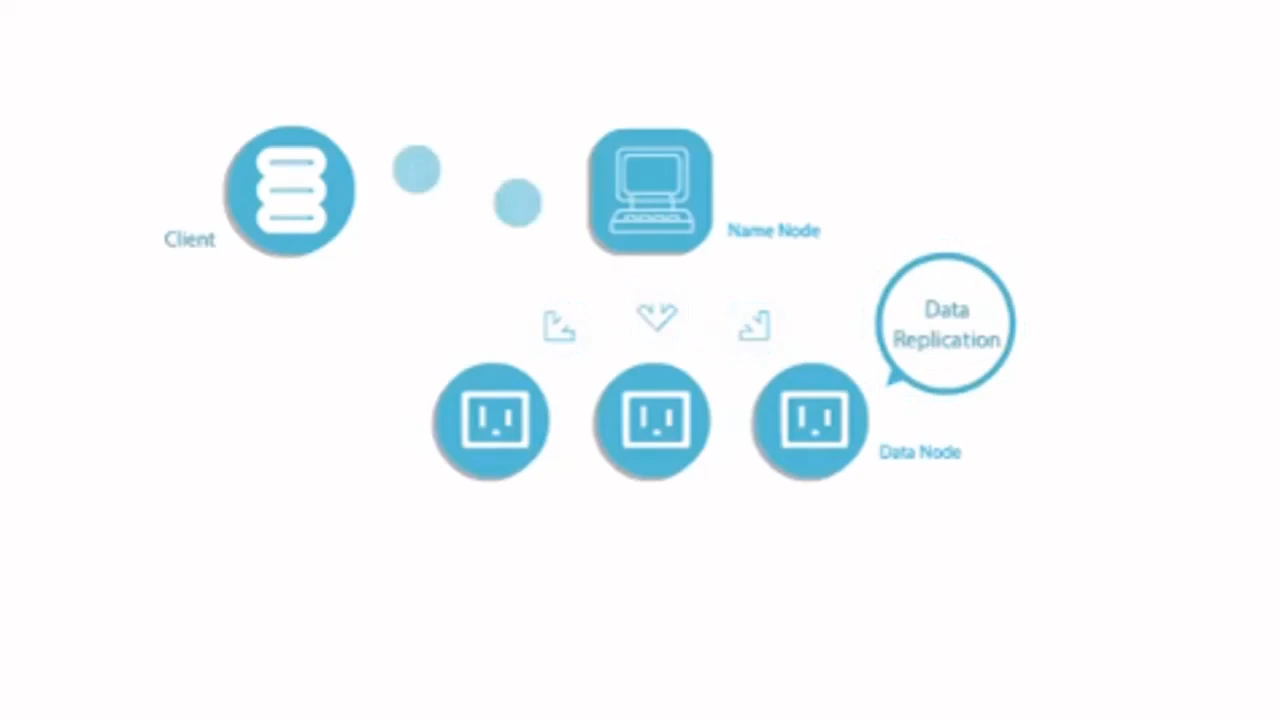 Client
Name Node
Data
Replication
Data Node